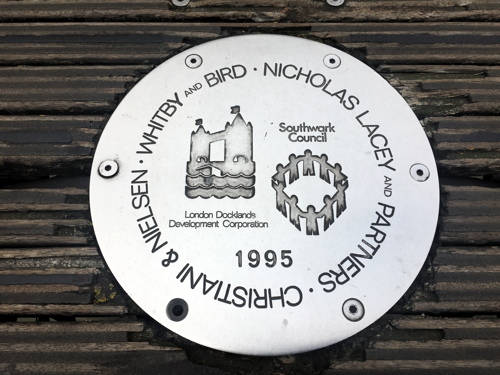 WHITBY AND BIRD · NICHOLAS LACEY AND PARTNERS · CHRISTIANI & NIELSEN ·
Southwark
Council
London Docklands
Development Corporation
1995